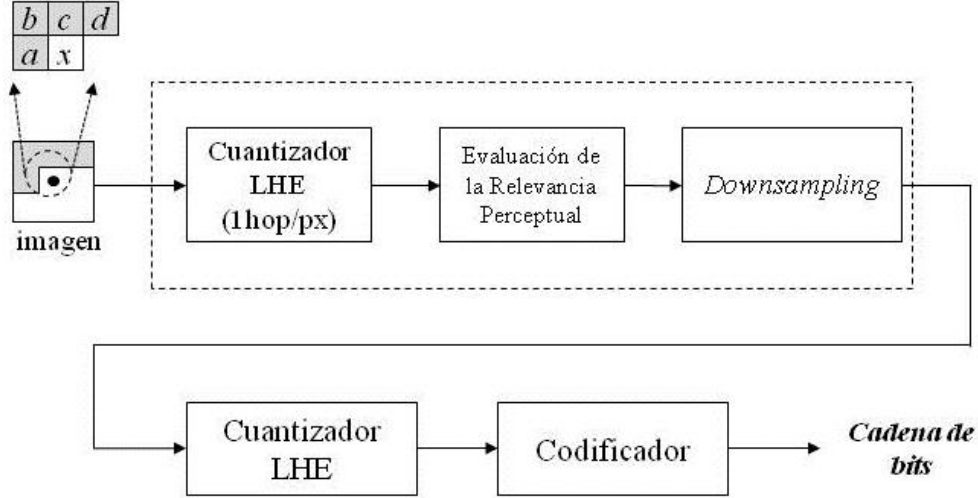 b c d
a x
imagen
Cuantizador
LHE
(1hop/px)
Evaluación de
la Relevancia
Perceptual
Downsampling
Cuantizador
LHE
Codificador
Cadena de
bits